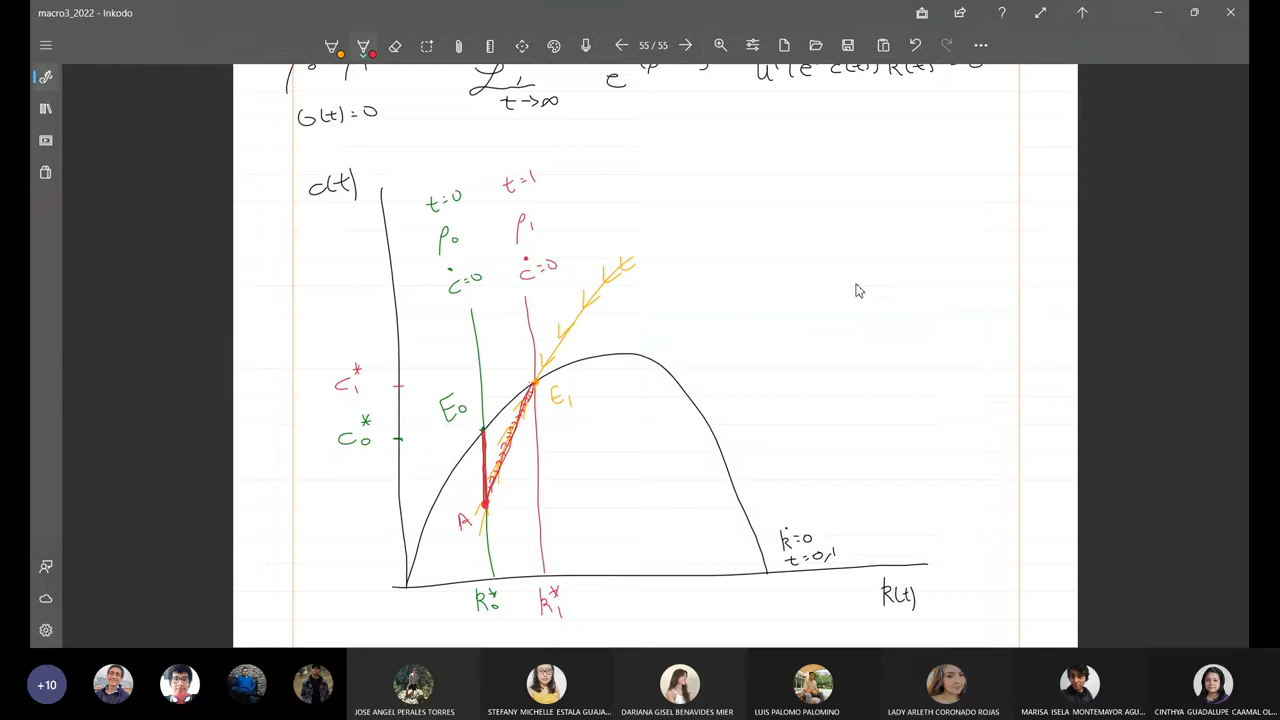 macro3_2022 - Inkodo
55 / 55
t→∞
G(t)=0
c(t)
t=0
t=1
ρ₀
ρ₁
ċ=0
ċ=0
c₁*
E₀
E₁
c₀*
A
k̇=0
t=0,1
k₀*
k₁*
k(t)
+10
JOSE ANGEL PERALES TORRES
STEFANY MICHELLE ESTALA GUAJA...
DARIANA GISEL BENAVIDES MIER
LUIS PALOMO PALOMINO
LADY ARLETH CORONADO ROJAS
MARISA ISELA MONTEMAYOR AGU...
CINTHYA GUADALUPE CAAMAL OL...